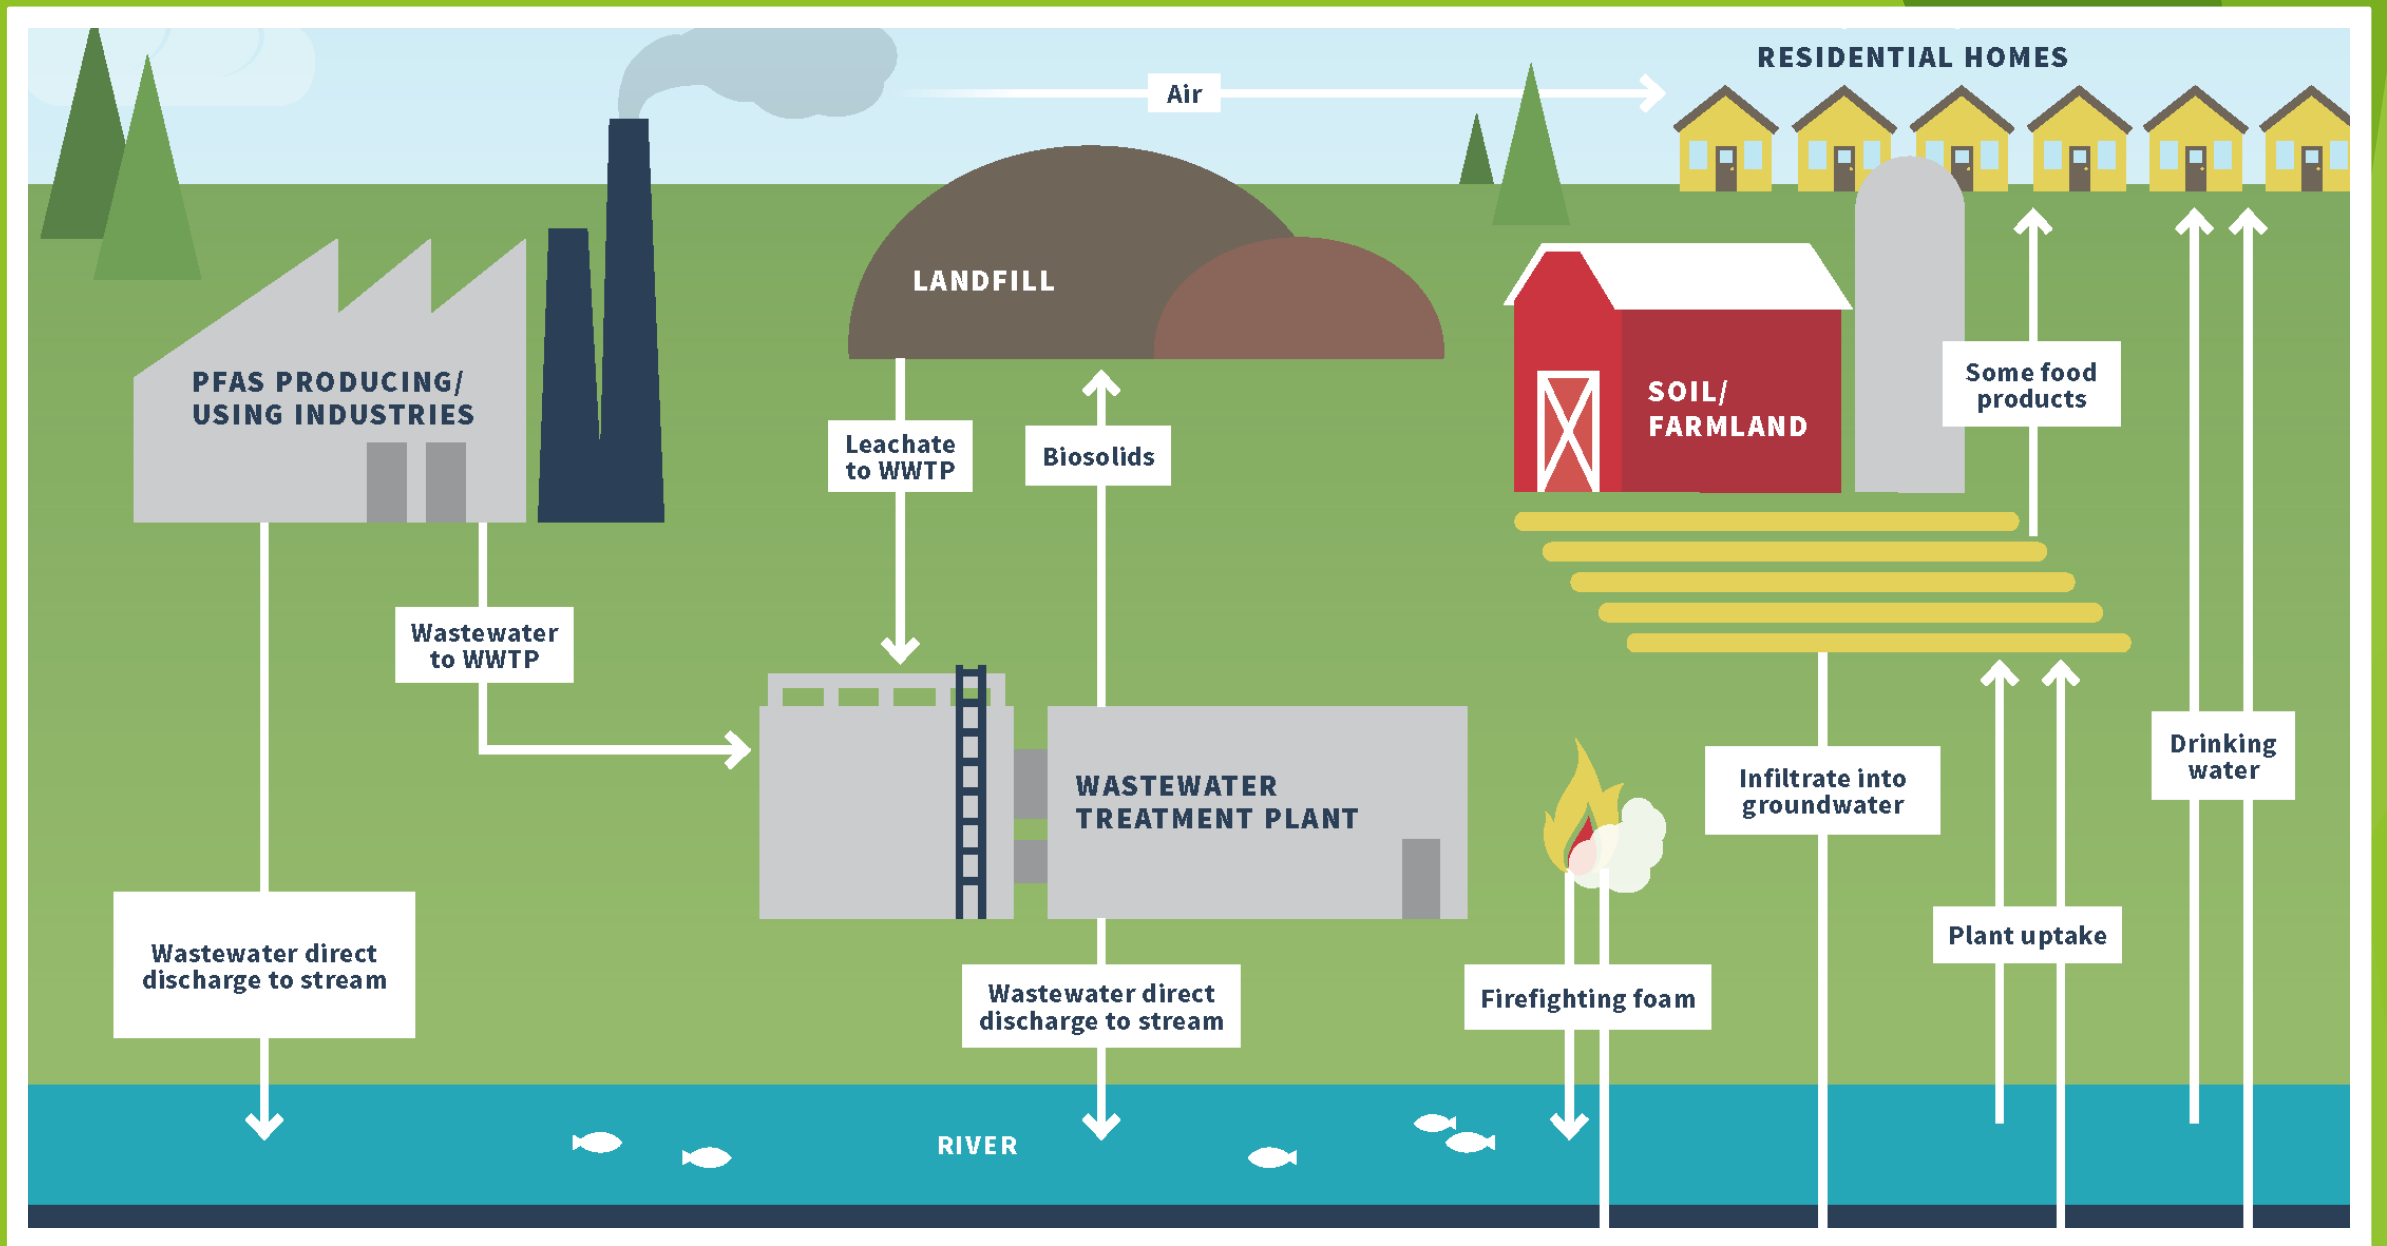 RESIDENTIAL HOMES
Air
LANDFILL
PFAS PRODUCING/
USING INDUSTRIES
SOIL/
FARMLAND
Some food
products
Leachate
to WWTP
Biosolids
Wastewater
to WWTP
Drinking
water
WASTEWATER
TREATMENT PLANT
Infiltrate into
groundwater
Plant uptake
Wastewater direct
discharge to stream
Wastewater direct
discharge to stream
Firefighting foam
RIVER